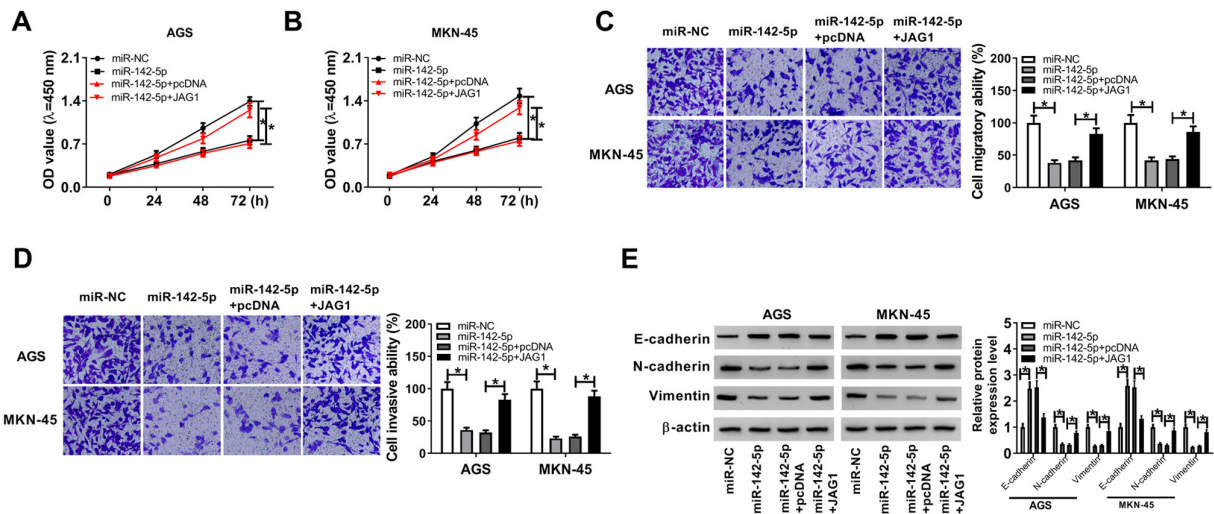 A
AGS
OD value (λ=450 nm)
2.1
1.4
0.7
0.0
miR-NC
miR-142-5p
miR-142-5p+pcDNA
miR-142-5p+JAG1
*
*
0 24 48 72 (h)
B
MKN-45
OD value (λ=450 nm)
2.1
1.4
0.7
0.0
miR-NC
miR-142-5p
miR-142-5p+pcDNA
miR-142-5p+JAG1
*
*
0 24 48 72 (h)
C
miR-NC miR-142-5p miR-142-5p +pcDNA miR-142-5p +JAG1
AGS
MKN-45
Cell migratory ability (%)
200
150
100
50
0
miR-NC
miR-142-5p
miR-142-5p+pcDNA
miR-142-5p+JAG1
* * * *
AGS MKN-45
D
miR-NC miR-142-5p miR-142-5p +pcDNA miR-142-5p +JAG1
AGS
MKN-45
Cell invasive ability (%)
200
150
100
50
0
miR-NC
miR-142-5p
miR-142-5p+pcDNA
miR-142-5p+JAG1
* * * *
AGS MKN-45
E
AGS MKN-45
E-cadherin
N-cadherin
Vimentin
β-actin
miR-NC
miR-142-5p
miR-142-5p +pcDNA
miR-142-5p +JAG1
miR-NC
miR-142-5p
miR-142-5p +pcDNA
miR-142-5p +JAG1
Relative protein
expression level
5
4
3
2
1
0
miR-NC
miR-142-5p
miR-142-5p+pcDNA
miR-142-5p+JAG1
* * * * * * * * * * * *
E-cadherin
N-cadherin
Vimentin
E-cadherin
N-cadherin
Vimentin
AGS MKN-45